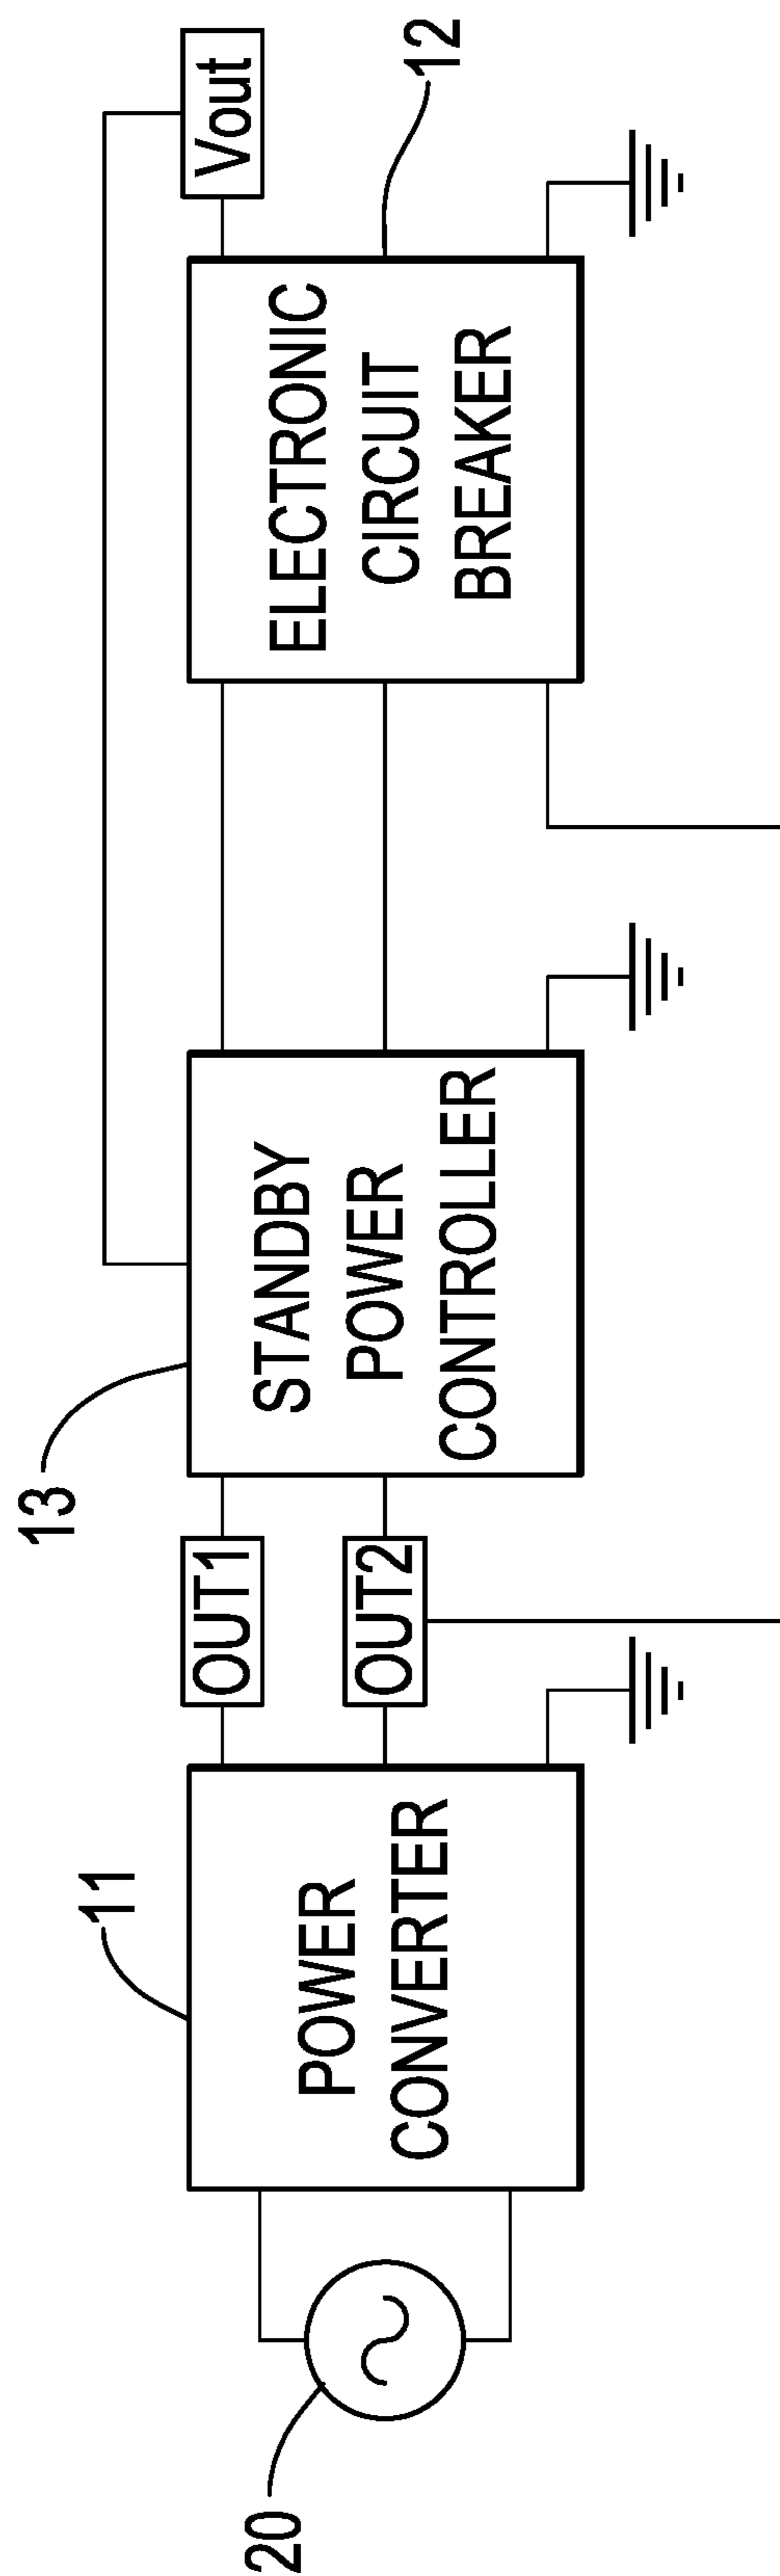 20
11
POWER
CONVERTER
OUT1
OUT2
13
STANDBY
POWER
CONTROLLER
ELECTRONIC
CIRCUIT
BREAKER
Vout
12